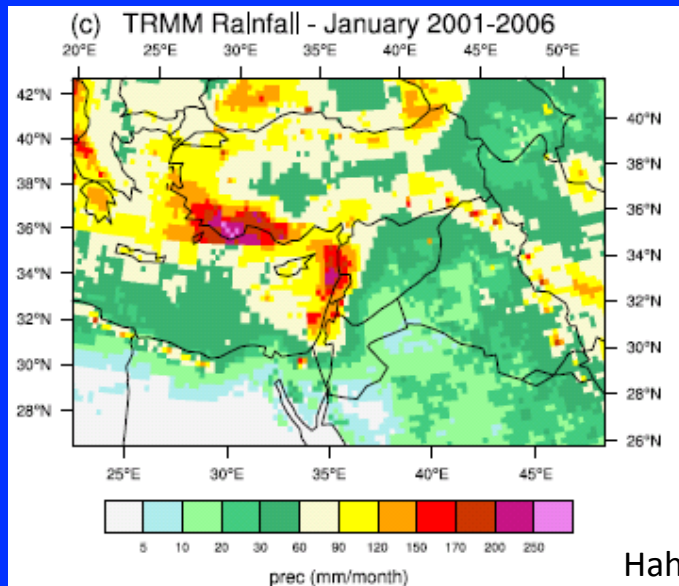 (c) TRMM Rainfall - January 2001-2006
20°E 25°E 30°E 35°E 40°E 45°E 50°E
42°N
40°N 40°N
38°N 38°N
36°N 36°N
34°N 34°N
32°N 32°N
30°N 30°N
28°N 28°N
26°N
25°E 30°E 35°E 40°E 45°E
5 10 20 30 60 90 120 150 170 200 250
prec (mm/month)
Hah